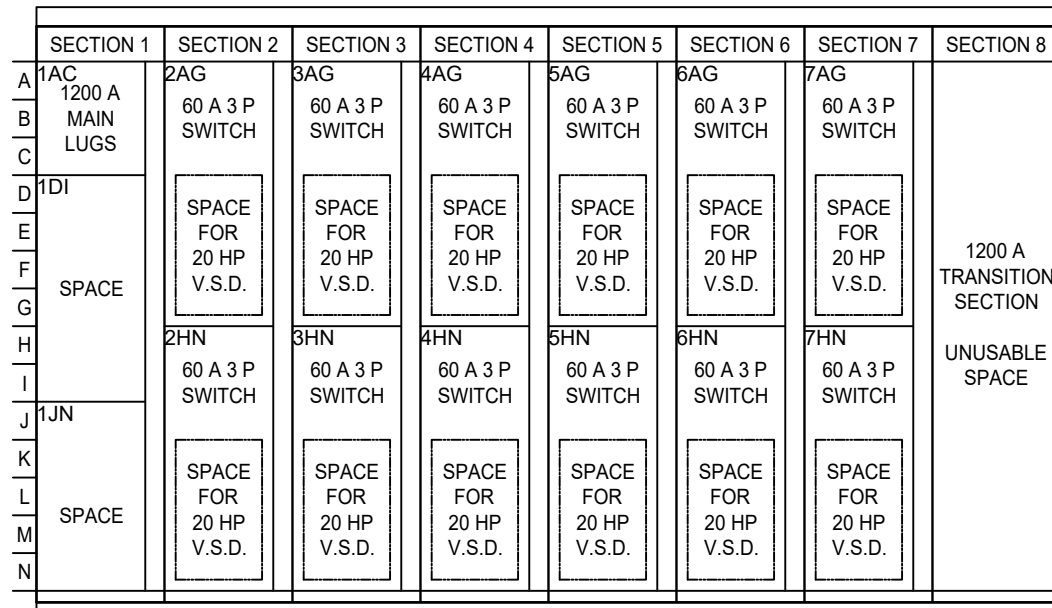 SECTION 1 SECTION 2 SECTION 3 SECTION 4 SECTION 5 SECTION 6 SECTION 7 SECTION 8
A
B
C
D
E
F
G
H
I
J
K
L
M
N
1AC
1200 A
MAIN
LUGS
1DI
SPACE
1JN
SPACE
2AG
60 A 3 P
SWITCH
SPACE
FOR
20 HP
V.S.D.
2HN
60 A 3 P
SWITCH
SPACE
FOR
20 HP
V.S.D.
3AG
60 A 3 P
SWITCH
SPACE
FOR
20 HP
V.S.D.
3HN
60 A 3 P
SWITCH
SPACE
FOR
20 HP
V.S.D.
4AG
60 A 3 P
SWITCH
SPACE
FOR
20 HP
V.S.D.
4HN
60 A 3 P
SWITCH
SPACE
FOR
20 HP
V.S.D.
5AG
60 A 3 P
SWITCH
SPACE
FOR
20 HP
V.S.D.
5HN
60 A 3 P
SWITCH
SPACE
FOR
20 HP
V.S.D.
6AG
60 A 3 P
SWITCH
SPACE
FOR
20 HP
V.S.D.
6HN
60 A 3 P
SWITCH
SPACE
FOR
20 HP
V.S.D.
7AG
60 A 3 P
SWITCH
SPACE
FOR
20 HP
V.S.D.
7HN
60 A 3 P
SWITCH
SPACE
FOR
20 HP
V.S.D.
1200 A
TRANSITION
SECTION
UNUSABLE
SPACE